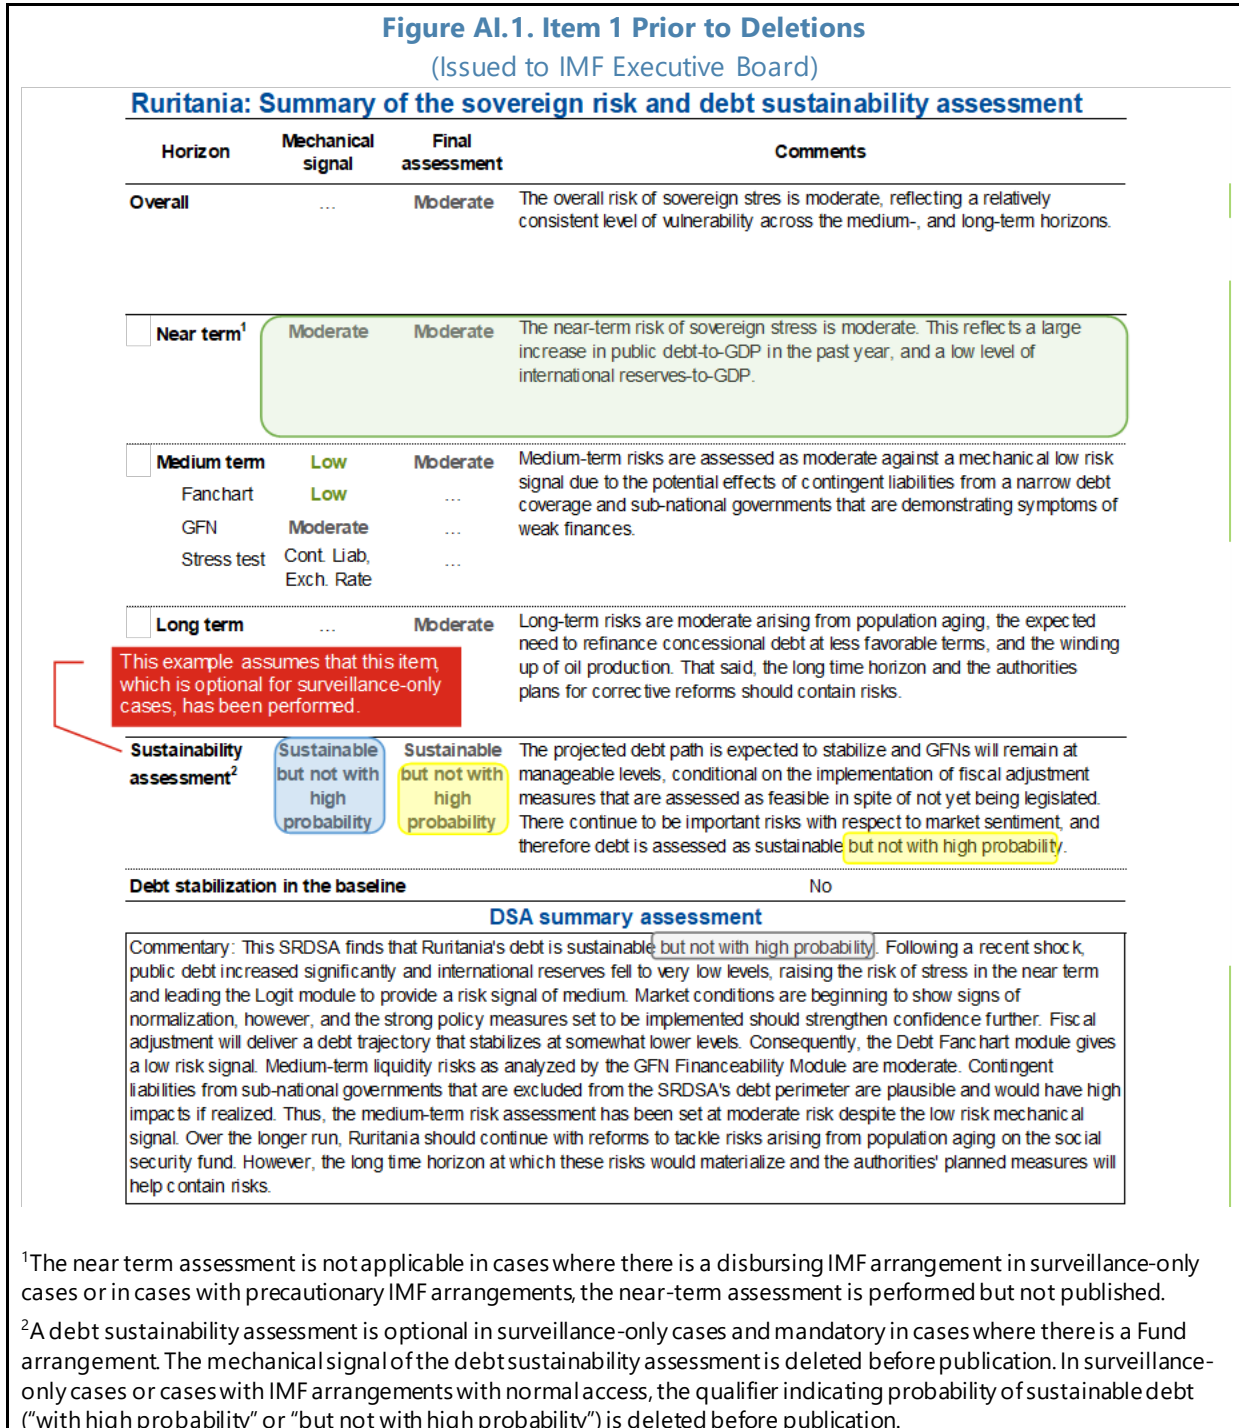 Figure AI.1. Item 1 Prior to Deletions
(Issued to IMF Executive Board)
Ruritania: Summary of the sovereign risk and debt sustainability assessment
Horizon Mechanical signal Final assessment Comments
Overall ... Moderate The overall risk of sovereign stres is moderate, reflecting a relatively
consistent level of vulnerability across the medium-, and long-term horizons.
Near term1 Moderate Moderate The near-term risk of sovereign stress is moderate. This reflects a large
increase in public debt-to-GDP in the past year, and a low level of
international reserves-to-GDP.
Medium term Low Moderate Medium-term risks are assessed as moderate against a mechanical low risk
Fanchart Low ... signal due to the potential effects of contingent liabilities from a narrow debt
coverage and sub-national governments that are demonstrating symptoms of
GFN Moderate ... weak finances.
Stress test Cont. Liab, ...
Exch. Rate
Long term ... Moderate Long-term risks are moderate arising from population aging, the expected
need to refinance concessional debt at less favorable terms, and the winding
up of oil production. That said, the long time horizon and the authorities
plans for corrective reforms should contain risks.
This example assumes that this item,
which is optional for surveillance-only
cases, has been performed.
Sustainability Sustainable Sustainable The projected debt path is expected to stabilize and GFNs will remain at
assessment2 but not with but not with manageable levels, conditional on the implementation of fiscal adjustment
high high measures that are assessed as feasible in spite of not yet being legislated.
probability probability There continue to be important risks with respect to market sentiment, and
therefore debt is assessed as sustainable but not with high probability.
Debt stabilization in the baseline No
DSA summary assessment
Commentary: This SRDSA finds that Ruritania's debt is sustainable but not with high probability. Following a recent shock,
public debt increased significantly and international reserves fell to very low levels, raising the risk of stress in the near term
and leading the Logit module to provide a risk signal of medium. Market conditions are beginning to show signs of
normalization, however, and the strong policy measures set to be implemented should strengthen confidence further. Fiscal
adjustment will deliver a debt trajectory that stabilizes at somewhat lower levels. Consequently, the Debt Fanchart module gives
a low risk signal. Medium-term liquidity risks as analyzed by the GFN Financeability Module are moderate. Contingent
liabilities from sub-national governments that are excluded from the SRDSA's debt perimeter are plausible and would have high
impacts if realized. Thus, the medium-term risk assessment has been set at moderate risk despite the low risk mechanical
signal. Over the longer run, Ruritania should continue with reforms to tackle risks arising from population aging on the social
security fund. However, the long time horizon at which these risks would materialize and the authorities' planned measures will
help contain risks.
1The near term assessment is not applicable in cases where there is a disbursing IMF arrangement in surveillance-only
cases or in cases with precautionary IMF arrangements, the near-term assessment is performed but not published.
2A debt sustainability assessment is optional in surveillance-only cases and mandatory in cases where there is a Fund
arrangement. The mechanical signal of the debt sustainability assessment is deleted before publication. In surveillance-
only cases or cases with IMF arrangements with normal access, the qualifier indicating probability of sustainable debt
("with high probability" or "but not with high probability") is deleted before publication.